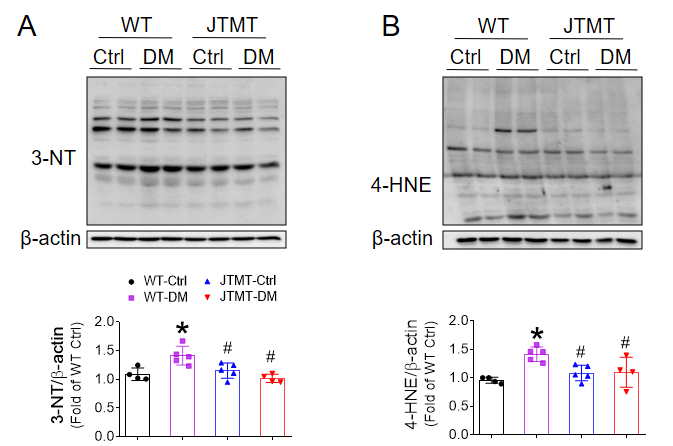 A
WT JTMT
Ctrl DM Ctrl DM
3-NT
β-actin
WT-Ctrl JTMT-Ctrl
WT-DM JTMT-DM
3-NT/β-actin
(Fold of WT Ctrl)
2.0
1.5
1.0
0.5
0.0
* # #
B
WT JTMT
Ctrl DM Ctrl DM
4-HNE
β-actin
4-HNE/β-actin
(Fold of WT Ctrl)
2.0
1.5
1.0
0.5
0.0
* # #